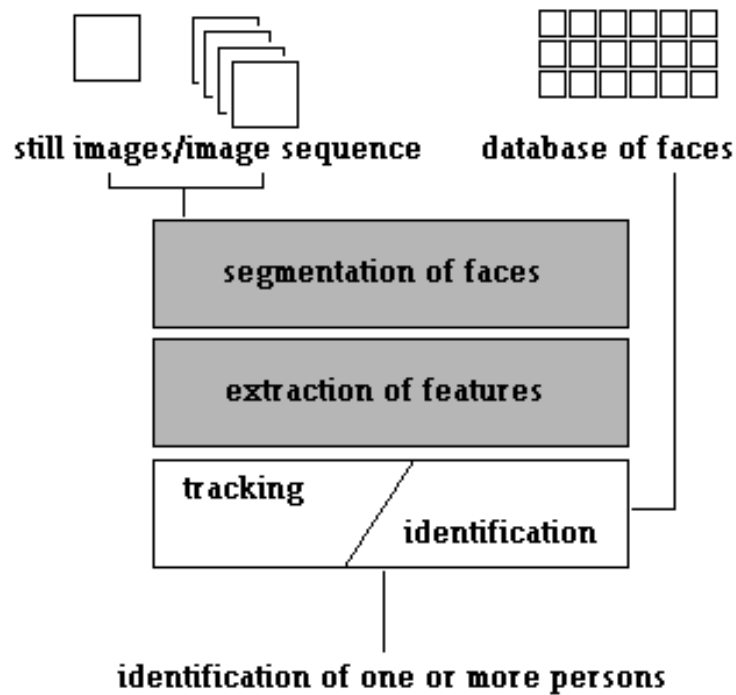 still images/image sequence
database of faces
segmentation of faces
extraction of features
tracking
identification
identification of one or more persons